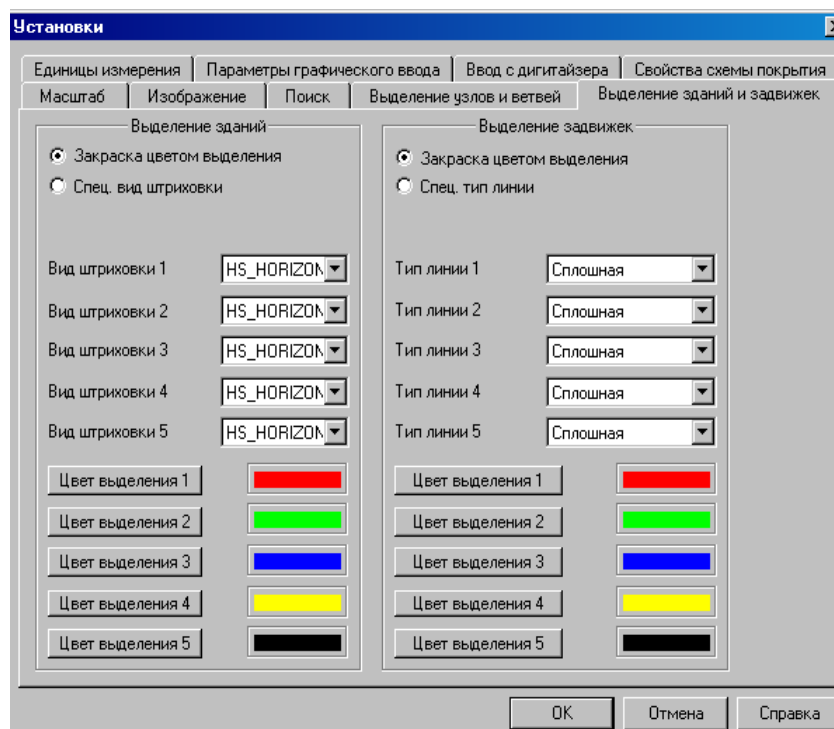 Установки
Единицы измерения
Параметры графического ввода
Ввод с дигитайзера
Свойства схемы покрытия
Масштаб
Изображение
Поиск
Выделение узлов и ветвей
Выделение зданий и задвижек
Выделение зданий
Закраска цветом выделения
Спец. вид штриховки
Вид штриховки 1 HS_HORIZON
Вид штриховки 2 HS_HORIZON
Вид штриховки 3 HS_HORIZON
Вид штриховки 4 HS_HORIZON
Вид штриховки 5 HS_HORIZON
Цвет выделения 1
Цвет выделения 2
Цвет выделения 3
Цвет выделения 4
Цвет выделения 5
Выделение задвижек
Закраска цветом выделения
Спец. тип линии
Тип линии 1 Сплошная
Тип линии 2 Сплошная
Тип линии 3 Сплошная
Тип линии 4 Сплошная
Тип линии 5 Сплошная
Цвет выделения 1
Цвет выделения 2
Цвет выделения 3
Цвет выделения 4
Цвет выделения 5
OK
Отмена
Справка